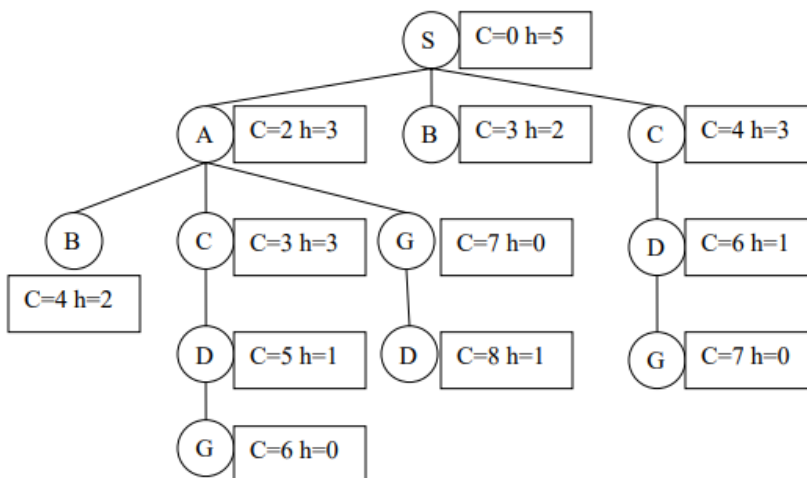 S C=0 h=5
A C=2 h=3 B C=3 h=2 C C=4 h=3
B C C=3 h=3 G C=7 h=0 D C=6 h=1
C=4 h=2
D C=5 h=1 D C=8 h=1 G C=7 h=0
G C=6 h=0